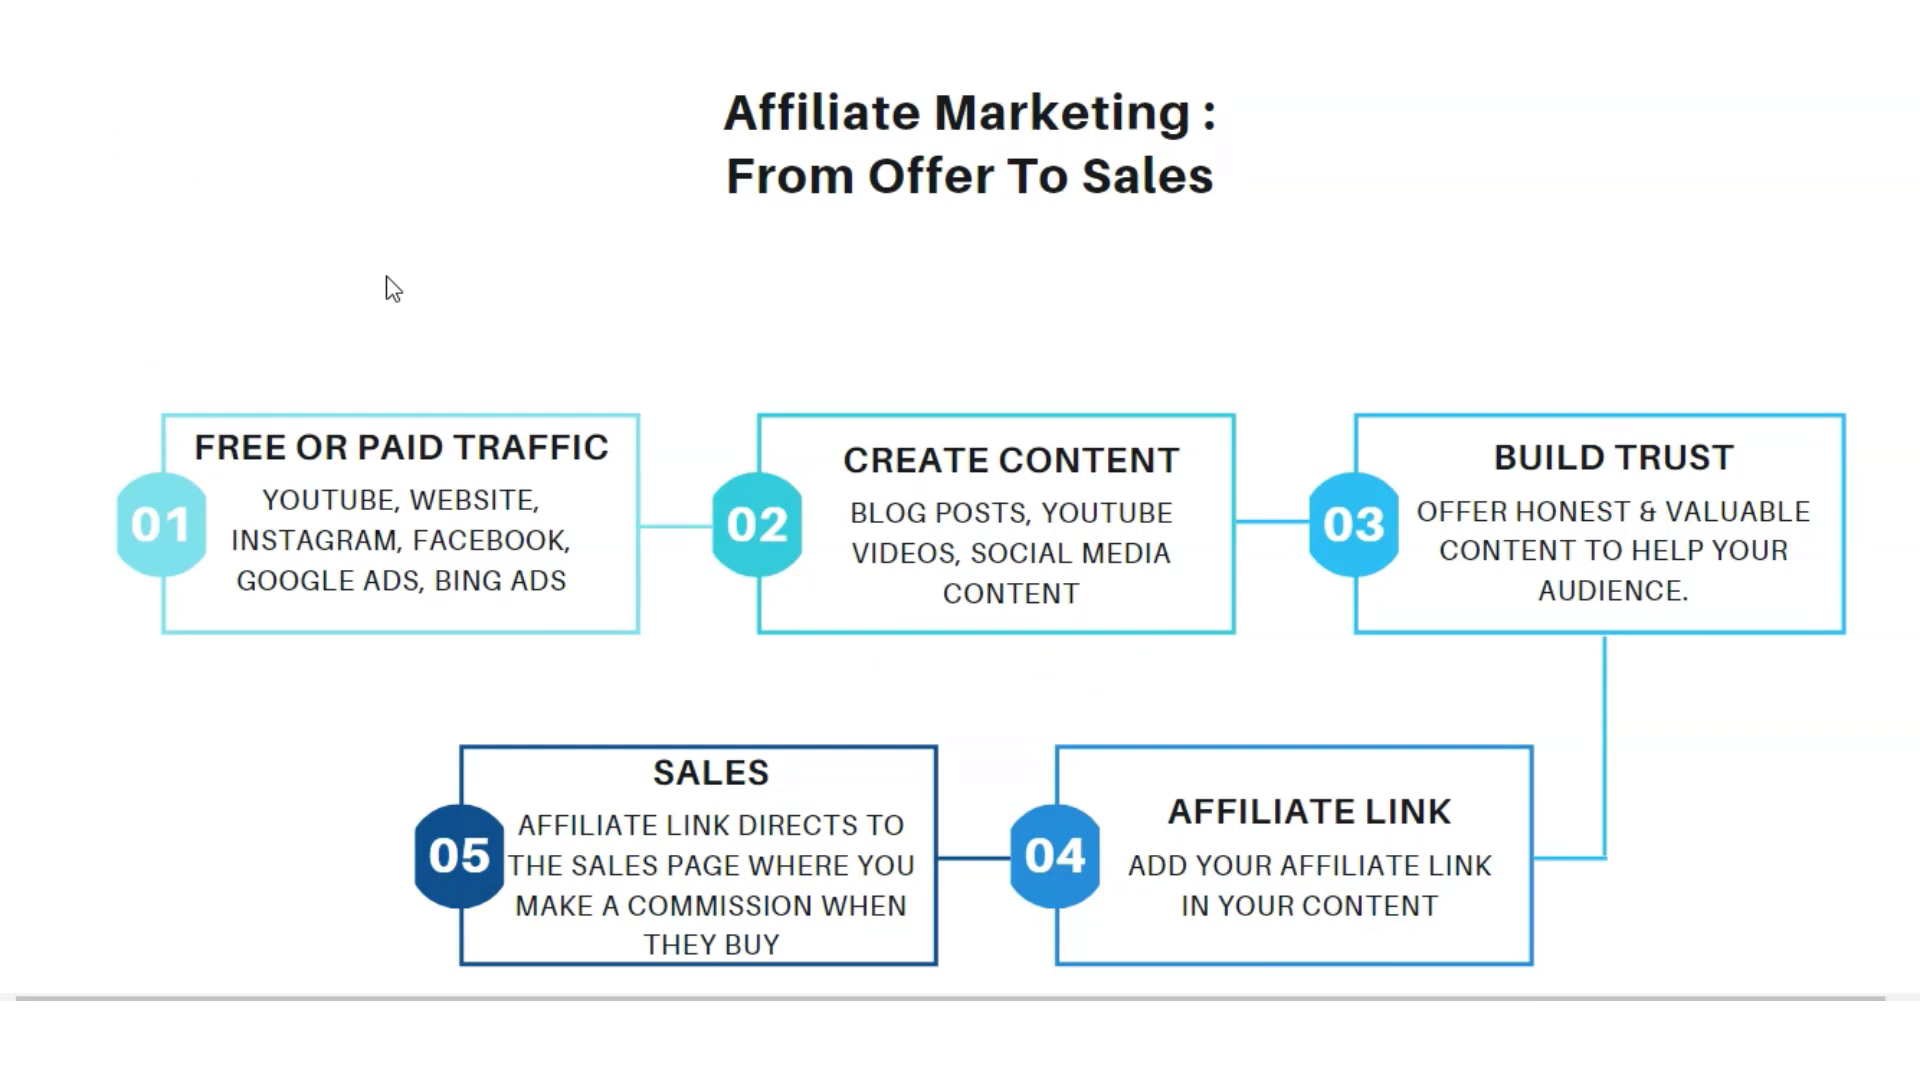 Affiliate Marketing :
From Offer To Sales
01
FREE OR PAID TRAFFIC
YOUTUBE, WEBSITE,
INSTAGRAM, FACEBOOK,
GOOGLE ADS, BING ADS
02
CREATE CONTENT
BLOG POSTS, YOUTUBE
VIDEOS, SOCIAL MEDIA
CONTENT
03
BUILD TRUST
OFFER HONEST & VALUABLE
CONTENT TO HELP YOUR
AUDIENCE.
04
AFFILIATE LINK
ADD YOUR AFFILIATE LINK
IN YOUR CONTENT
05
SALES
AFFILIATE LINK DIRECTS TO
THE SALES PAGE WHERE YOU
MAKE A COMMISSION WHEN
THEY BUY